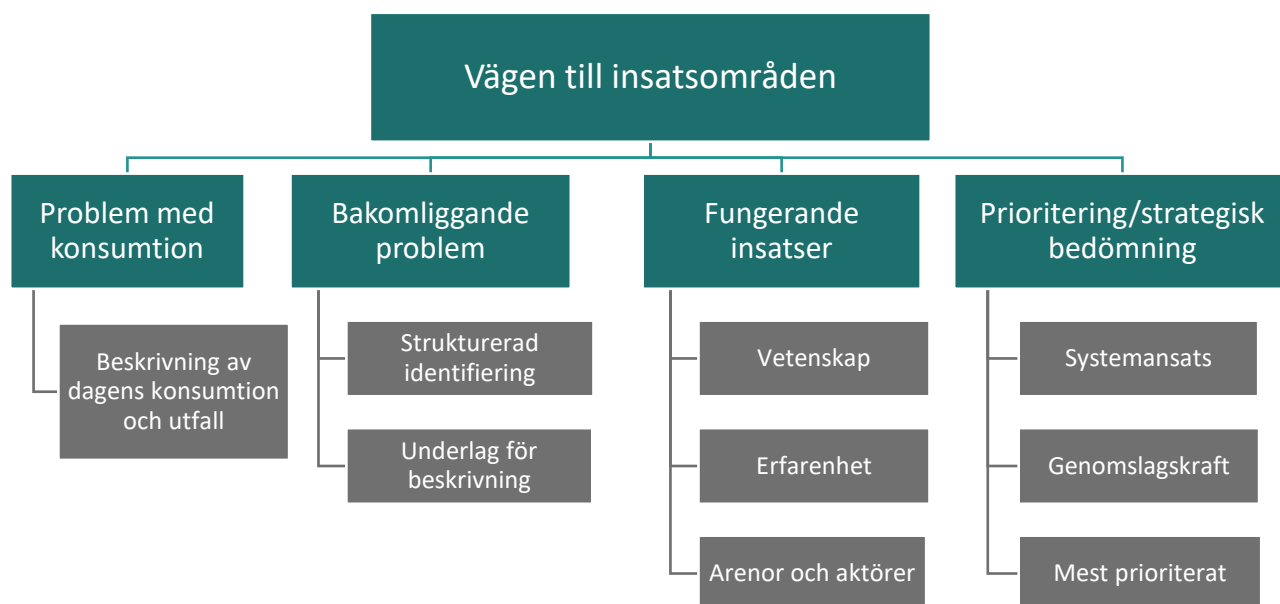 Vägen till insatsområden
Problem med
konsumtion
Beskrivning av
dagens konsumtion
och utfall
Bakomliggande
problem
Strukturerad
identifiering
Underlag för
beskrivning
Fungerande
insatser
Vetenskap
Erfarenhet
Arenor och aktörer
Prioritering/strategisk
bedömning
Systemansats
Genomslagskraft
Mest prioriterat